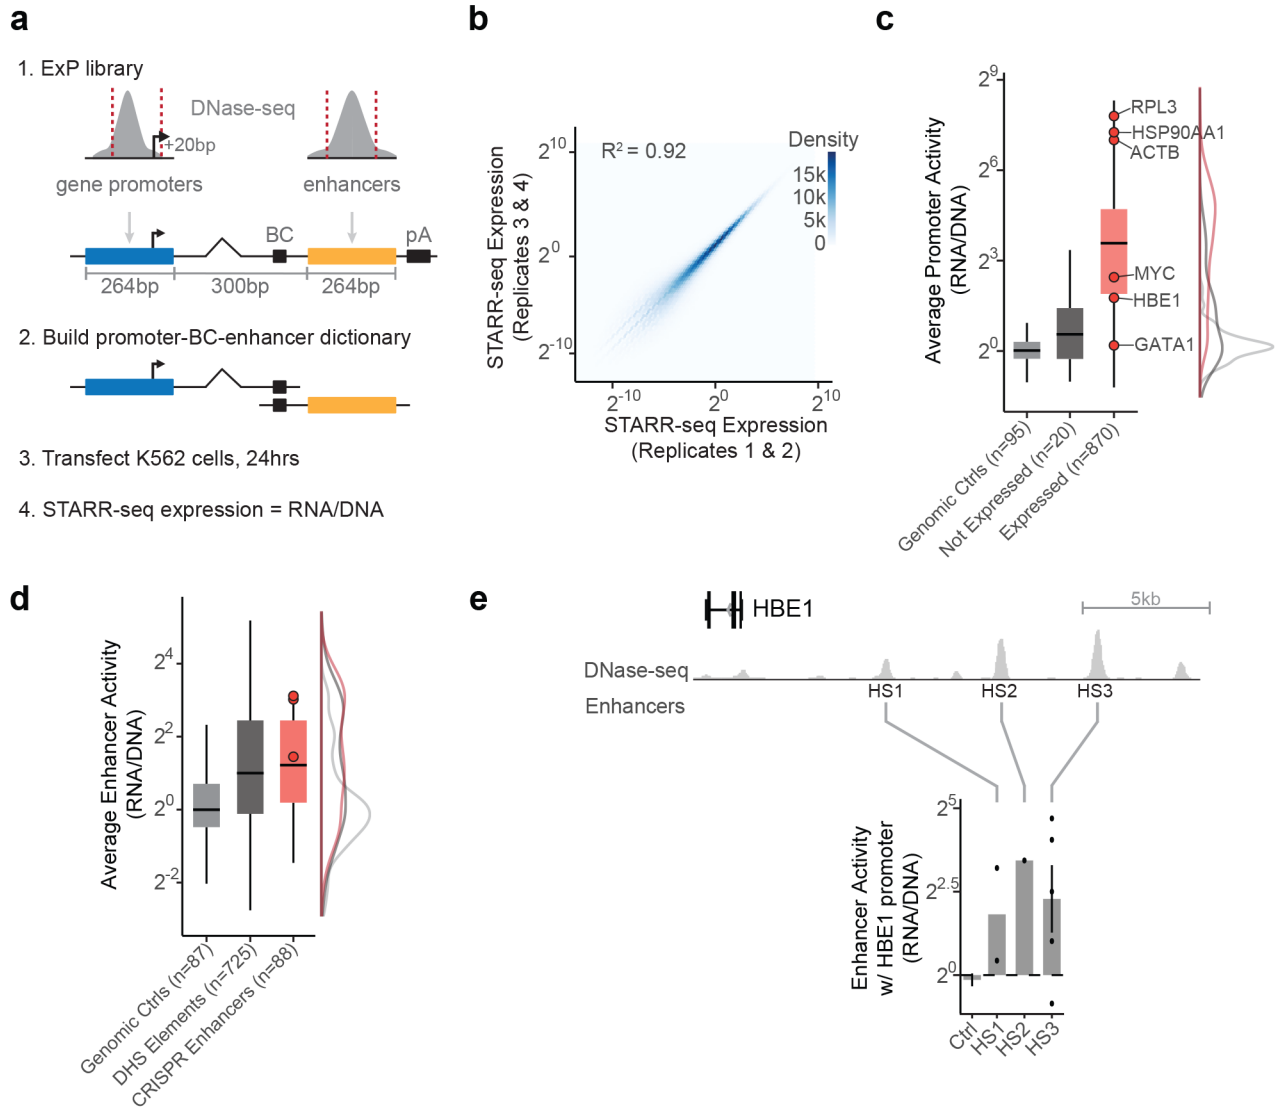 a
1. ExP library
DNase-seq
+20bp
gene promoters
enhancers
BC
pA
264bp
300bp
264bp
2. Build promoter-BC-enhancer dictionary
3. Transfect K562 cells, 24hrs
4. STARR-seq expression = RNA/DNA
b
STARR-seq Expression
(Replicates 3 & 4)
2^10
2^0
2^-10
R² = 0.92
Density
15k
10k
5k
0
2^-10
2^0
2^10
STARR-seq Expression
(Replicates 1 & 2)
c
Average Promoter Activity
(RNA/DNA)
2^9
2^6
2^3
2^0
RPL3
HSP90AA1
ACTB
MYC
HBE1
GATA1
Genomic Ctrls (n=95)
Not Expressed (n=20)
Expressed (n=870)
d
Average Enhancer Activity
(RNA/DNA)
2^4
2^2
2^0
2^-2
Genomic Ctrls (n=87)
DHS Elements (n=725)
CRISPR Enhancers (n=88)
e
HBE1
5kb
DNase-seq
Enhancers
HS1
HS2
HS3
Enhancer Activity
w/ HBE1 promoter
(RNA/DNA)
2^5
2^2.5
2^0
Ctrl
HS1
HS2
HS3